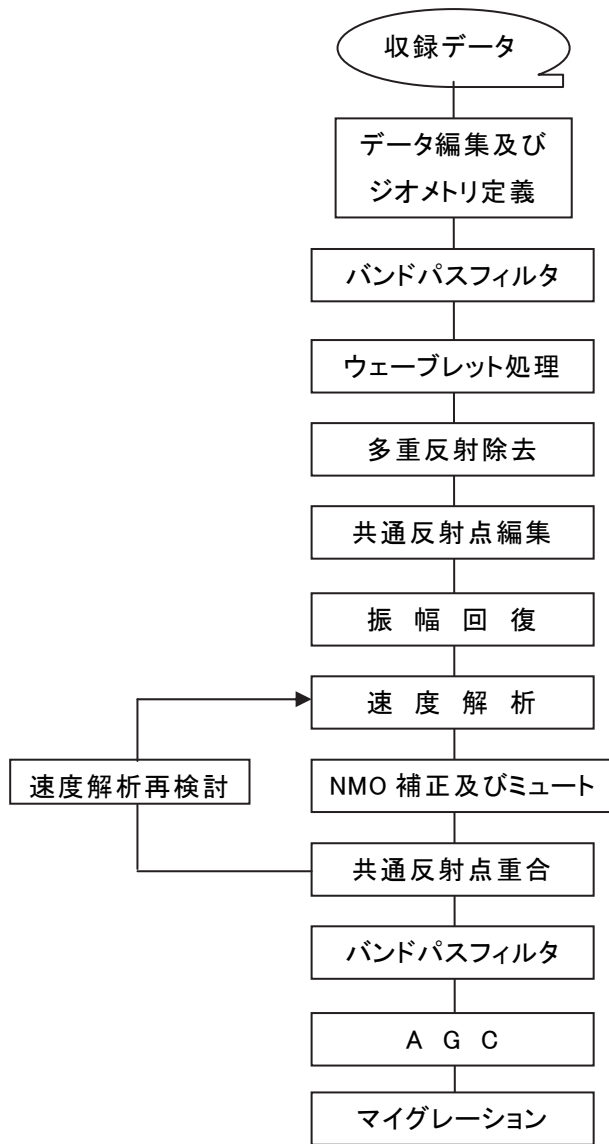 収録データ
データ編集及び
ジオメトリ定義
バンドパスフィルタ
ウェーブレット処理
多重反射除去
共通反射点編集
振 幅 回 復
速 度 解 析
速度解析再検討
NMO 補正及びミュート
共通反射点重合
バンドパスフィルタ
A G C
マイグレーション